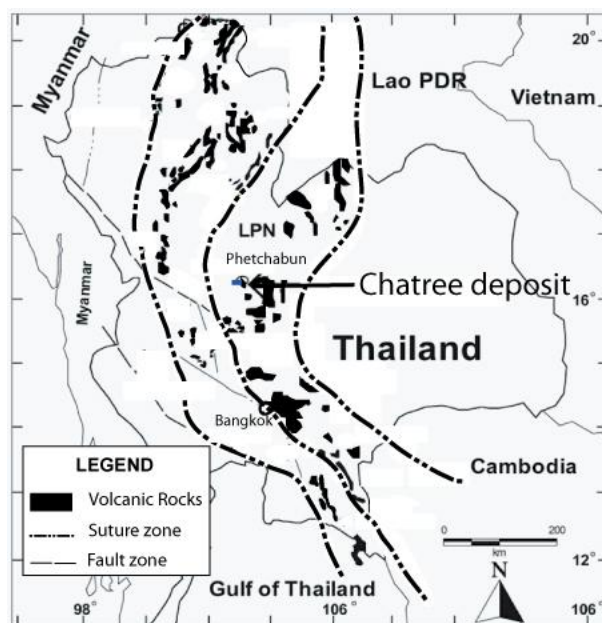 20°
20°
Myanmar
Lao PDR
Vietnam
LPN
Phetchabun
Chatree deposit
Myanmar
16°
Thailand
Bangkok
LEGEND
Volcanic Rocks
Suture zone
Fault zone
Cambodia
0 200
km
12°
N
Gulf of Thailand
98°
106°
106°